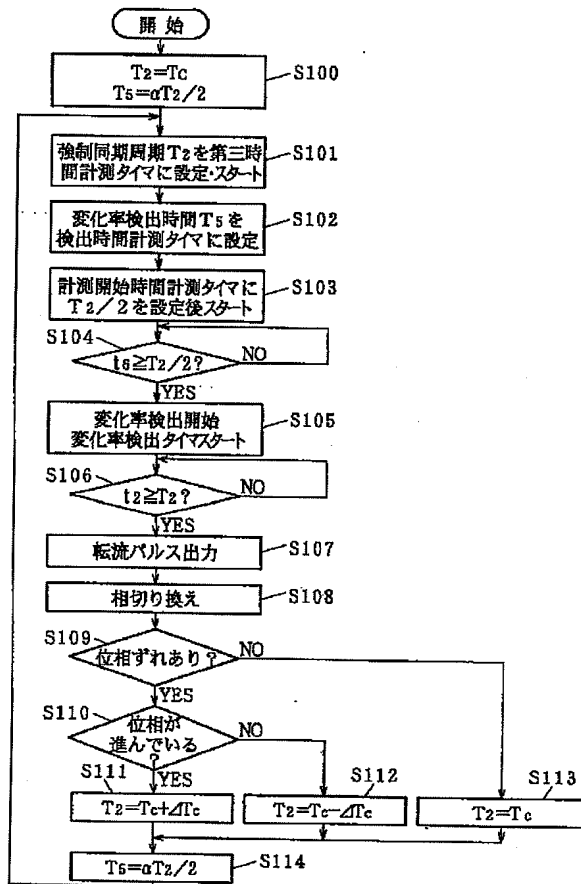 開始
T2=Tc
T5=αT2/2
S100
強制同期周期T2を第三時
間計測タイマに設定・スタート
S101
変化率検出時間T5を
検出時間計測タイマに設定
S102
計測開始時間計測タイマに
T2/2を設定後スタート
S103
S104
t6≧T2/2?
NO
YES
変化率検出開始
変化率検出タイマスタート
S105
S106
t2≧T2?
NO
YES
転流パルス出力
S107
相切り換え
S108
S109
位相ずれあり?
NO
YES
S110
位相が
進んでいる
?
NO
YES
S111
T2=Tc+ΔTc
S112
T2=Tc-ΔTc
S113
T2=Tc
T5=αT2/2
S114